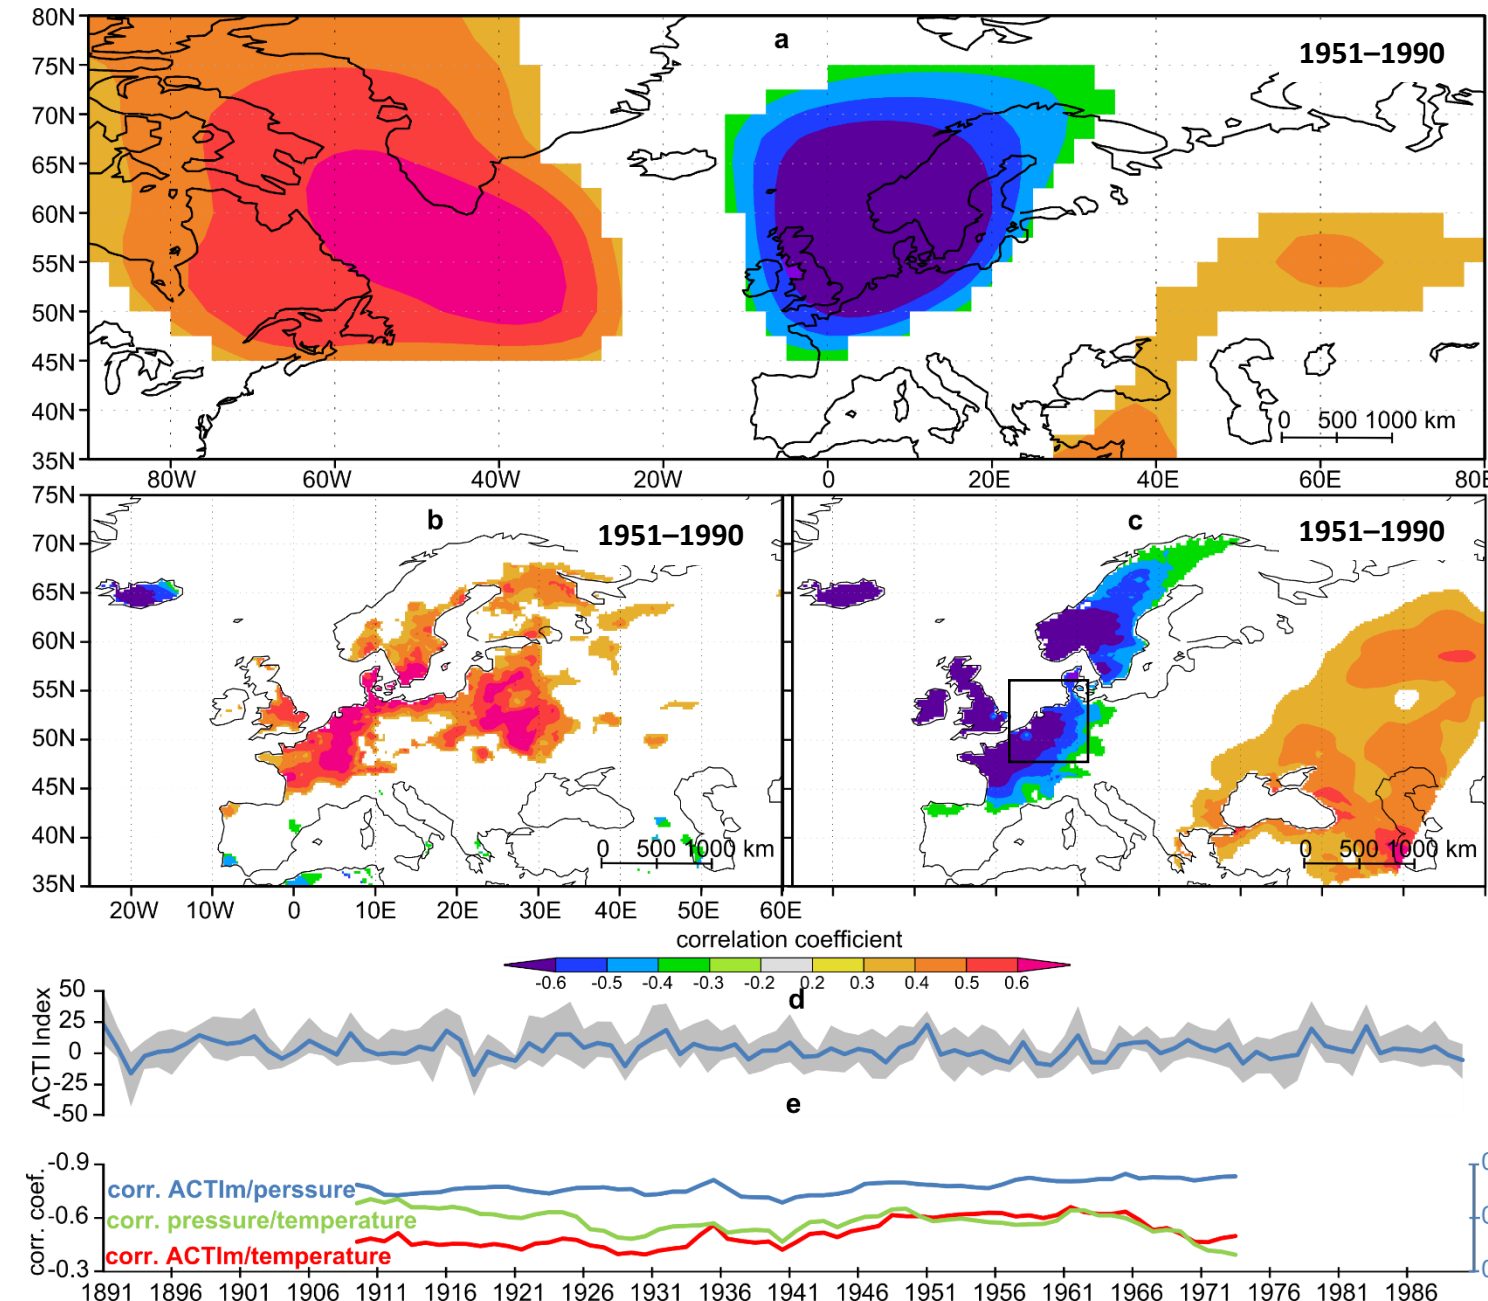 80N
a
1951–1990
75N
70N
65N
60N
55N
50N
45N
40N
0 500 1000 km
35N
80W 60W 40W 20W 0 20E 40E 60E 80E
75N
b 1951–1990 c 1951–1990
70N
65N
60N
55N
50N
45N
40N
0 500 1000 km 0 500 1000 km
35N
20W 10W 0 10E 20E 30E 40E 50E 60E
correlation coefficient
-0.6 -0.5 -0.4 -0.3 -0.2 0.2 0.3 0.4 0.5 0.6
d
ACTI Index
50
25
0
-25
-50
e
corr. coef.
-0.9
-0.6
-0.3
corr. ACTIm/perssure
corr. pressure/temperature
corr. ACTIm/temperature
1891 1896 1901 1906 1911 1916 1921 1926 1931 1936 1941 1946 1951 1956 1961 1966 1971 1976 1981 1986